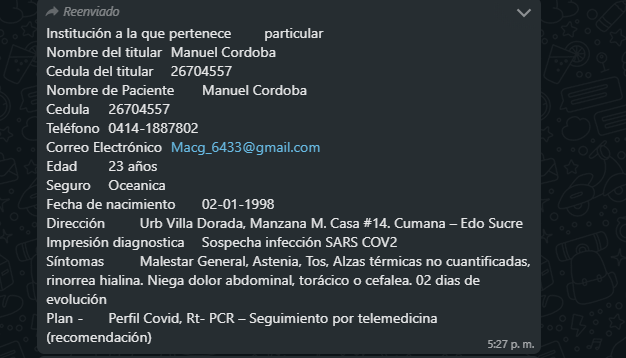 Reenviado
Institución a la que pertenece particular
Nombre del titular Manuel Cordoba
Cedula del titular 26704557
Nombre de Paciente Manuel Cordoba
Cedula 26704557
Teléfono 0414-1887802
Correo Electrónico Macg_6433@gmail.com
Edad 23 años
Seguro Oceanica
Fecha de nacimiento 02-01-1998
Dirección Urb Villa Dorada, Manzana M. Casa #14. Cumana – Edo Sucre
Impresión diagnostica Sospecha infección SARS COV2
Síntomas Malestar General, Astenia, Tos, Alzas térmicas no cuantificadas,
rinorrea hialina. Niega dolor abdominal, torácico o cefalea. 02 dias de
evolución
Plan - Perfil Covid, Rt- PCR – Seguimiento por telemedicina
(recomendación)
5:27 p. m.